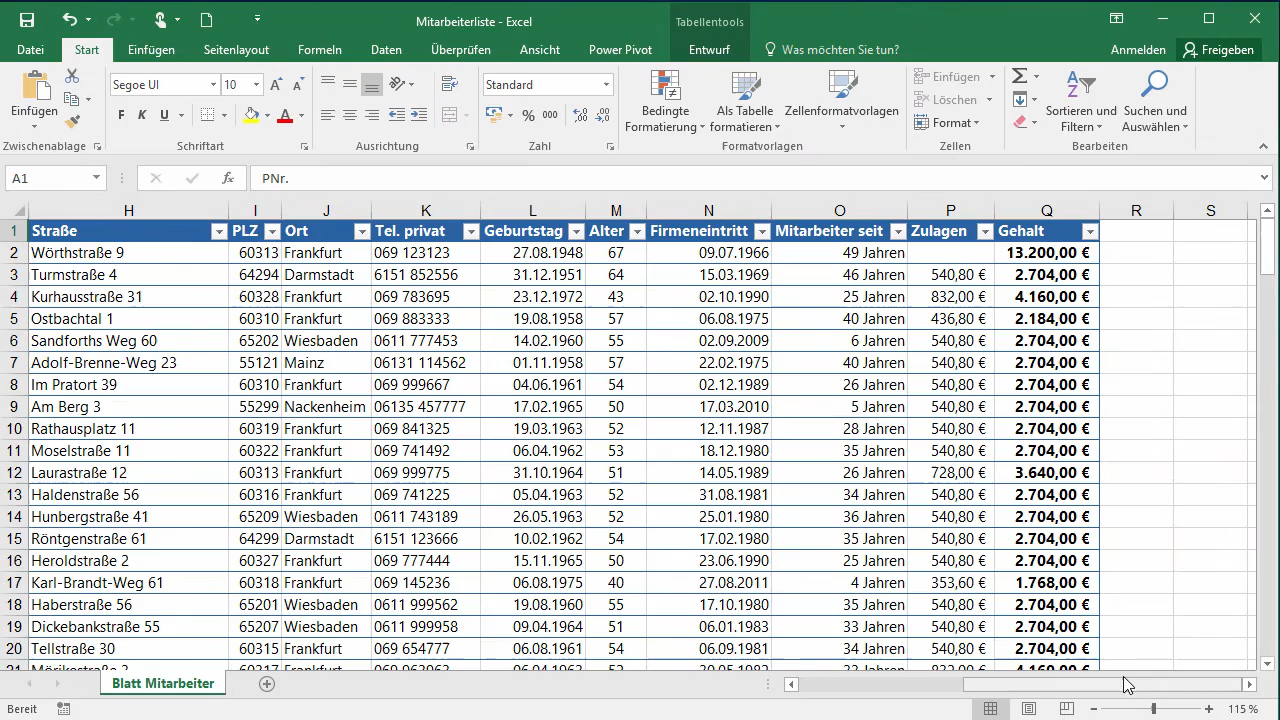 Mitarbeiterliste - Excel
Tabellentools
Datei Start Einfügen Seitenlayout Formeln Daten Überprüfen Ansicht Power Pivot Entwurf Was möchten Sie tun? Anmelden Freigeben
Einfügen
Segoe UI 10
F K U
Standard
% 000
Bedingte Formatierung
Als Tabelle formatieren
Zellenformatvorlagen
Einfügen
Löschen
Format
Sortieren und Filtern
Suchen und Auswählen
Zwischenablage Schriftart Ausrichtung Zahl Formatvorlagen Zellen Bearbeiten
A1 fx PNr.
H I J K L M N O P Q R S
1 Straße PLZ Ort Tel. privat Geburtstag Alter Firmeneintritt Mitarbeiter seit Zulagen Gehalt
2 Wörthstraße 9 60313 Frankfurt 069 123123 27.08.1948 67 09.07.1966 49 Jahren 13.200,00 €
3 Turmstraße 4 64294 Darmstadt 6151 852556 31.12.1951 64 15.03.1969 46 Jahren 540,80 € 2.704,00 €
4 Kurhausstraße 31 60328 Frankfurt 069 783695 23.12.1972 43 02.10.1990 25 Jahren 832,00 € 4.160,00 €
5 Ostbachtal 1 60310 Frankfurt 069 883333 19.08.1958 57 06.08.1975 40 Jahren 436,80 € 2.184,00 €
6 Sandforths Weg 60 65202 Wiesbaden 0611 777453 14.02.1960 55 02.09.2009 6 Jahren 540,80 € 2.704,00 €
7 Adolf-Brenne-Weg 23 55121 Mainz 06131 114562 01.11.1958 57 22.02.1975 40 Jahren 540,80 € 2.704,00 €
8 Im Pratort 39 60310 Frankfurt 069 999667 04.06.1961 54 02.12.1989 26 Jahren 540,80 € 2.704,00 €
9 Am Berg 3 55299 Nackenheim 06135 457777 17.02.1965 50 17.03.2010 5 Jahren 540,80 € 2.704,00 €
10 Rathausplatz 11 60319 Frankfurt 069 841325 19.03.1963 52 12.11.1987 28 Jahren 540,80 € 2.704,00 €
11 Moselstraße 11 60322 Frankfurt 069 741492 06.04.1962 53 18.12.1980 35 Jahren 540,80 € 2.704,00 €
12 Laurastraße 12 60313 Frankfurt 069 999775 31.10.1964 51 14.05.1989 26 Jahren 728,00 € 3.640,00 €
13 Haldenstraße 56 60316 Frankfurt 069 741225 05.04.1963 52 31.08.1981 34 Jahren 540,80 € 2.704,00 €
14 Hunbergstraße 41 65209 Wiesbaden 0611 743189 26.05.1963 52 25.01.1980 36 Jahren 540,80 € 2.704,00 €
15 Röntgenstraße 61 64299 Darmstadt 6151 123666 10.02.1962 54 17.02.1980 35 Jahren 540,80 € 2.704,00 €
16 Heroldstraße 2 60327 Frankfurt 069 777444 15.11.1965 50 23.06.1990 25 Jahren 540,80 € 2.704,00 €
17 Karl-Brandt-Weg 61 60318 Frankfurt 069 145236 06.08.1975 40 27.08.2011 4 Jahren 353,60 € 1.768,00 €
18 Haberstraße 56 65201 Wiesbaden 0611 999562 19.08.1960 55 17.10.1980 35 Jahren 540,80 € 2.704,00 €
19 Dickebankstraße 55 65207 Wiesbaden 0611 999958 09.04.1964 51 06.01.1983 33 Jahren 540,80 € 2.704,00 €
20 Tellstraße 30 60315 Frankfurt 069 654777 06.08.1961 54 06.09.1981 34 Jahren 540,80 € 2.704,00 €
Blatt Mitarbeiter
Bereit 115 %